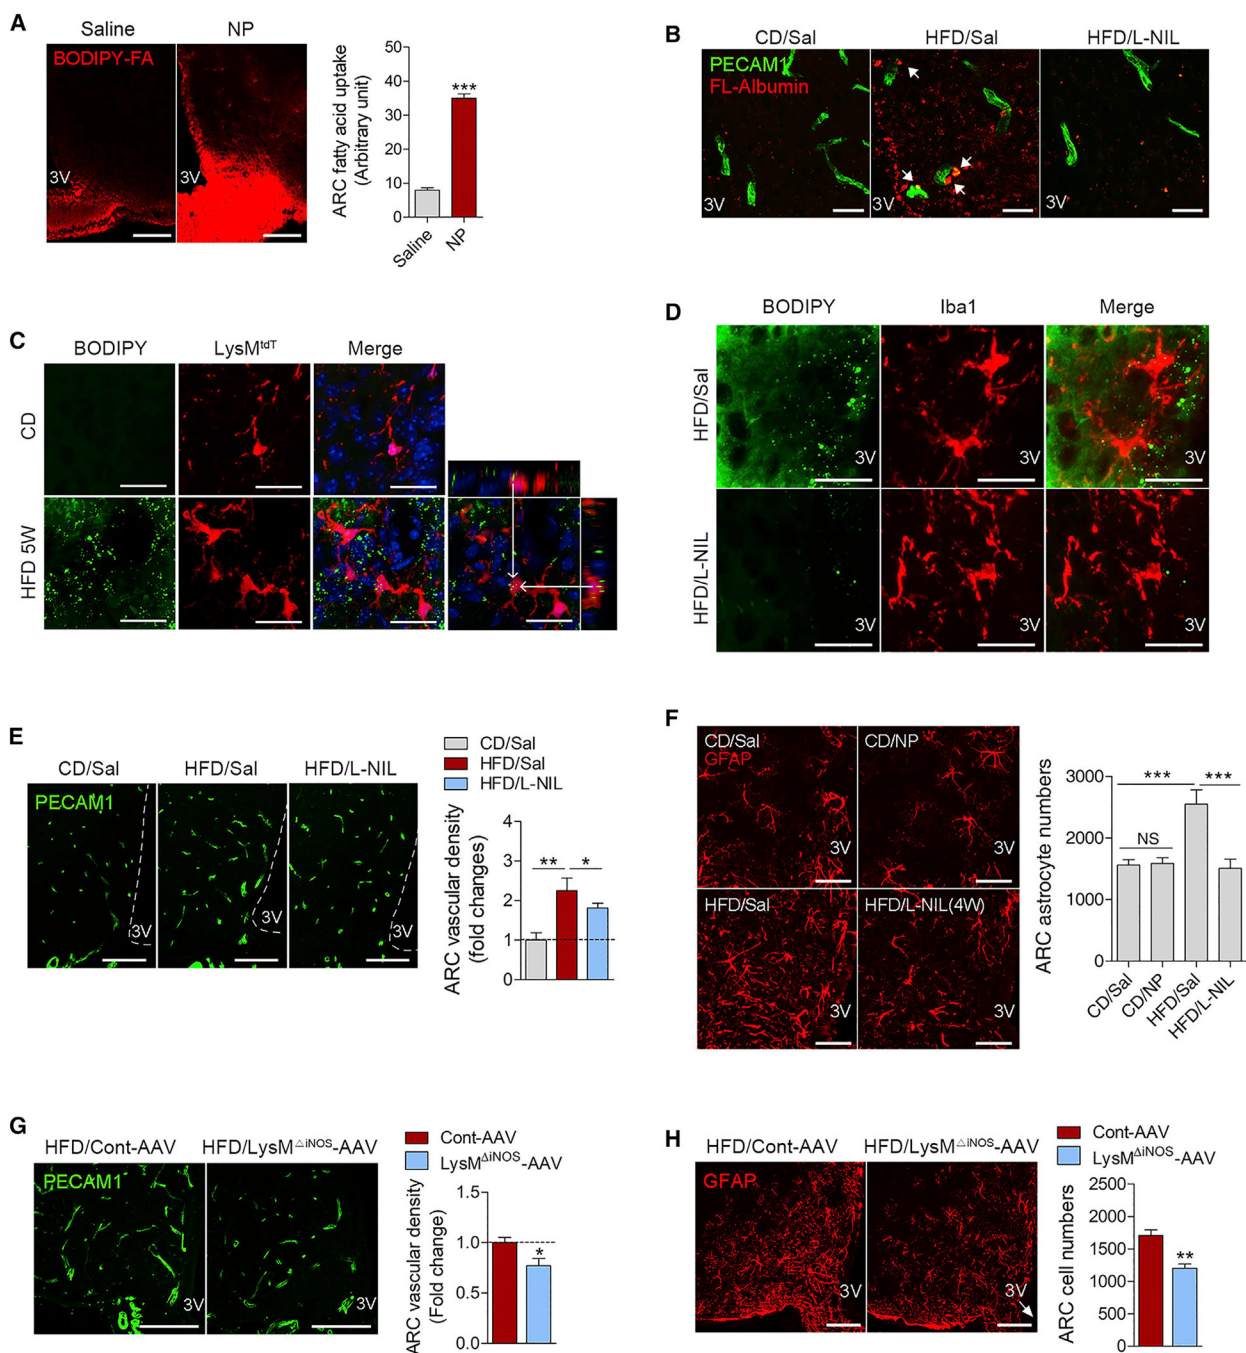 A
Saline
NP
BODIPY-FA
3V
3V
ARC fatty acid uptake
(Arbitrary unit)
50
40
30
20
10
0
***
Saline
NP
B
CD/Sal
HFD/Sal
HFD/L-NIL
PECAM1
FL-Albumin
3V
3V
3V
C
BODIPY
LysMtdT
Merge
CD
HFD 5W
D
BODIPY
Iba1
Merge
HFD/Sal
3V
3V
3V
HFD/L-NIL
3V
3V
3V
E
CD/Sal
HFD/Sal
HFD/L-NIL
PECAM1
3V
3V
3V
CD/Sal
HFD/Sal
HFD/L-NIL
ARC vascular density
(fold changes)
4
3
2
1
0
**
*
F
CD/Sal
GFAP
3V
CD/NP
3V
HFD/Sal
3V
HFD/L-NIL(4W)
3V
ARC astrocyte numbers
3000
2000
1000
0
***
***
NS
CD/Sal
CD/NP
HFD/Sal
HFD/L-NIL
G
HFD/Cont-AAV
HFD/LysM△iNOS-AAV
PECAM1
3V
3V
Cont-AAV
LysMΔiNOS-AAV
ARC vascular density
(Fold change)
1.5
1.0
0.5
0.0
*
H
HFD/Cont-AAV
HFD/LysM△iNOS-AAV
GFAP
3V
3V
Cont-AAV
LysMΔiNOS-AAV
ARC cell numbers
2500
2000
1500
1000
500
0
**